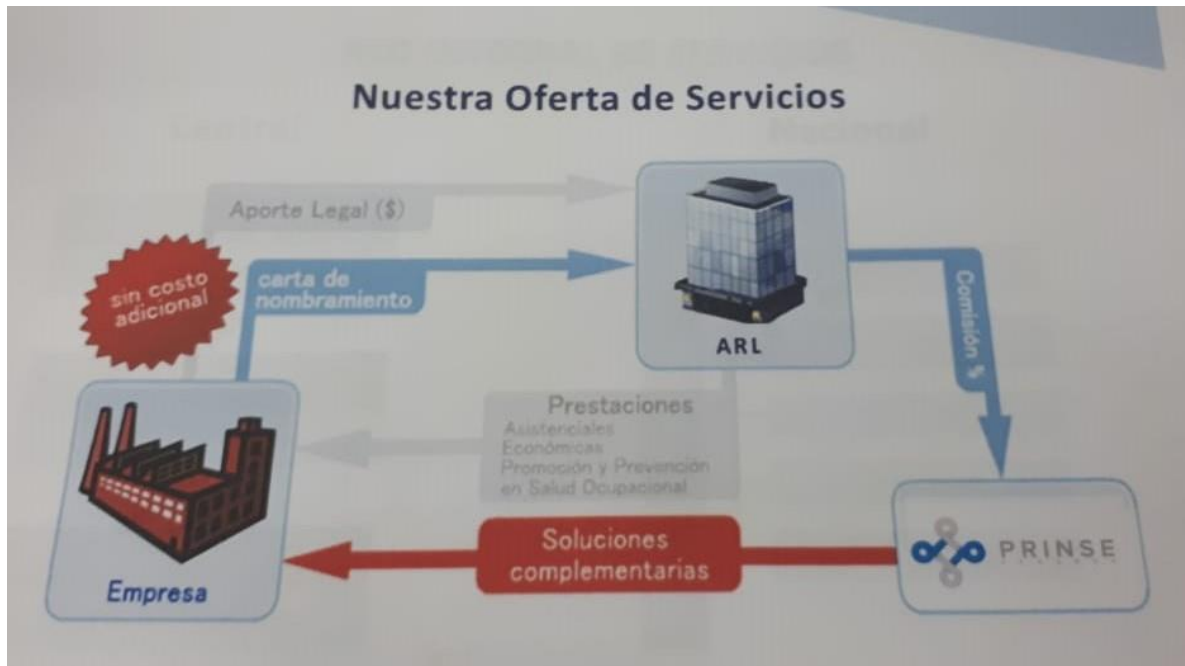 Nuestra Oferta de Servicios
Aporte Legal ($)
sin costo
adicional
carta de
nombramiento
ARL
Comisión $
Prestaciones
Asistenciales
Económicas
Promoción y Prevención
en Salud Ocupacional
Soluciones
complementarias
Empresa
PRINSE
Nacional